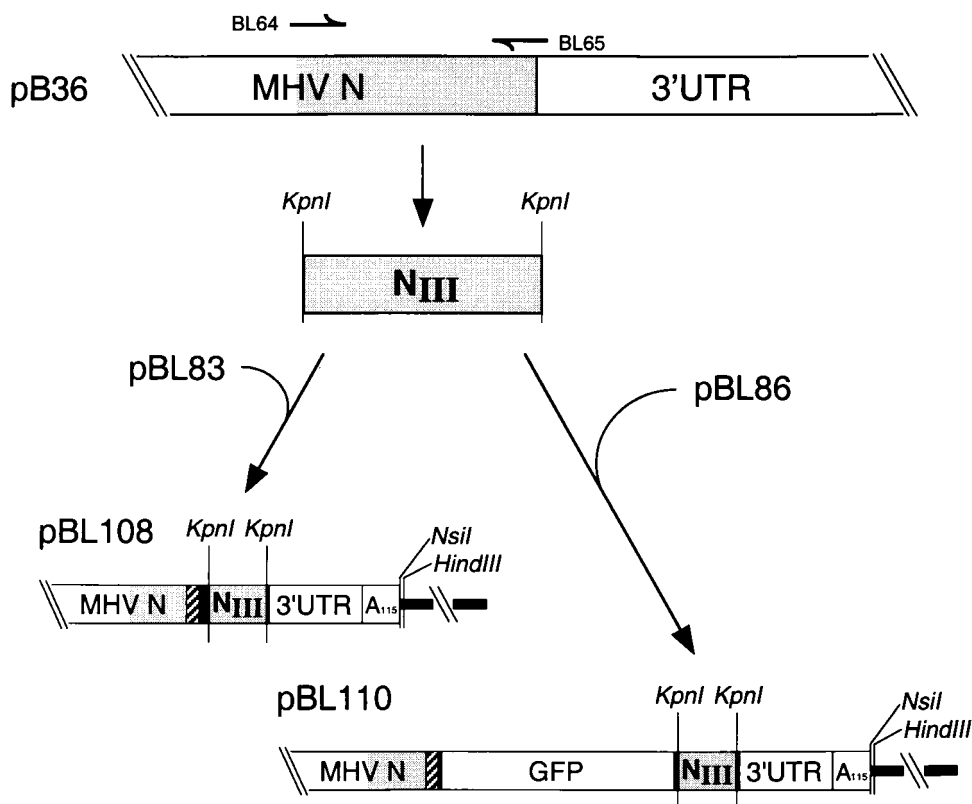 BL64
BL65
pB36
MHV N
3'UTR
KpnI
KpnI
NIII
pBL83
pBL86
pBL108
KpnI
KpnI
NsiI
HindIII
MHV N
NIII
3'UTR
A115
pBL110
KpnI
KpnI
NsiI
HindIII
MHV N
GFP
NIII
3'UTR
A115